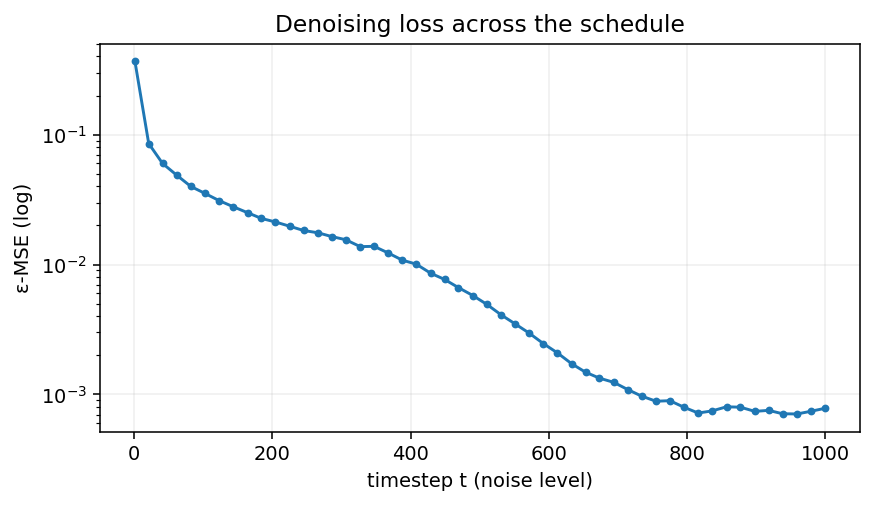 Denoising loss across the schedule
ε-MSE (log)
10⁻¹
10⁻²
10⁻³
0 200 400 600 800 1000
timestep t (noise level)